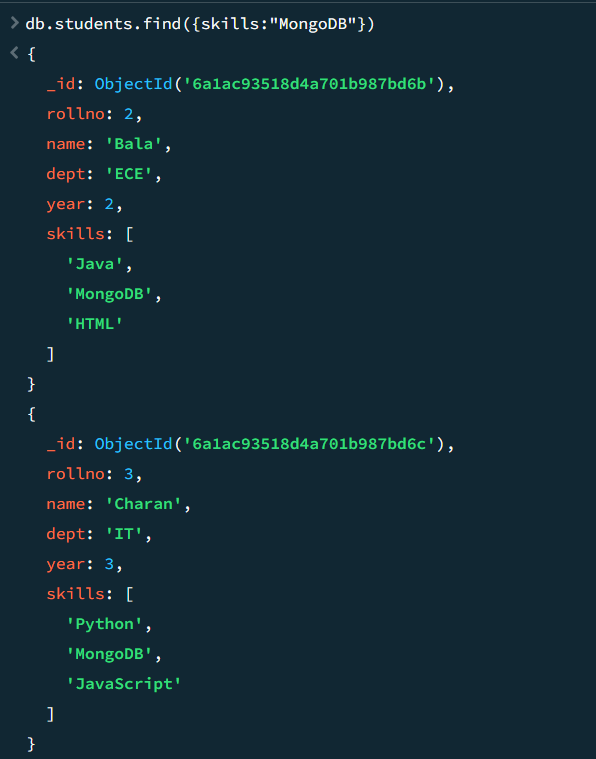 > db.students.find({skills:"MongoDB"})
< {
_id: ObjectId('6a1ac93518d4a701b987bd6b'),
rollno: 2,
name: 'Bala',
dept: 'ECE',
year: 2,
skills: [
'Java',
'MongoDB',
'HTML'
]
}
{
_id: ObjectId('6a1ac93518d4a701b987bd6c'),
rollno: 3,
name: 'Charan',
dept: 'IT',
year: 3,
skills: [
'Python',
'MongoDB',
'JavaScript'
]
}